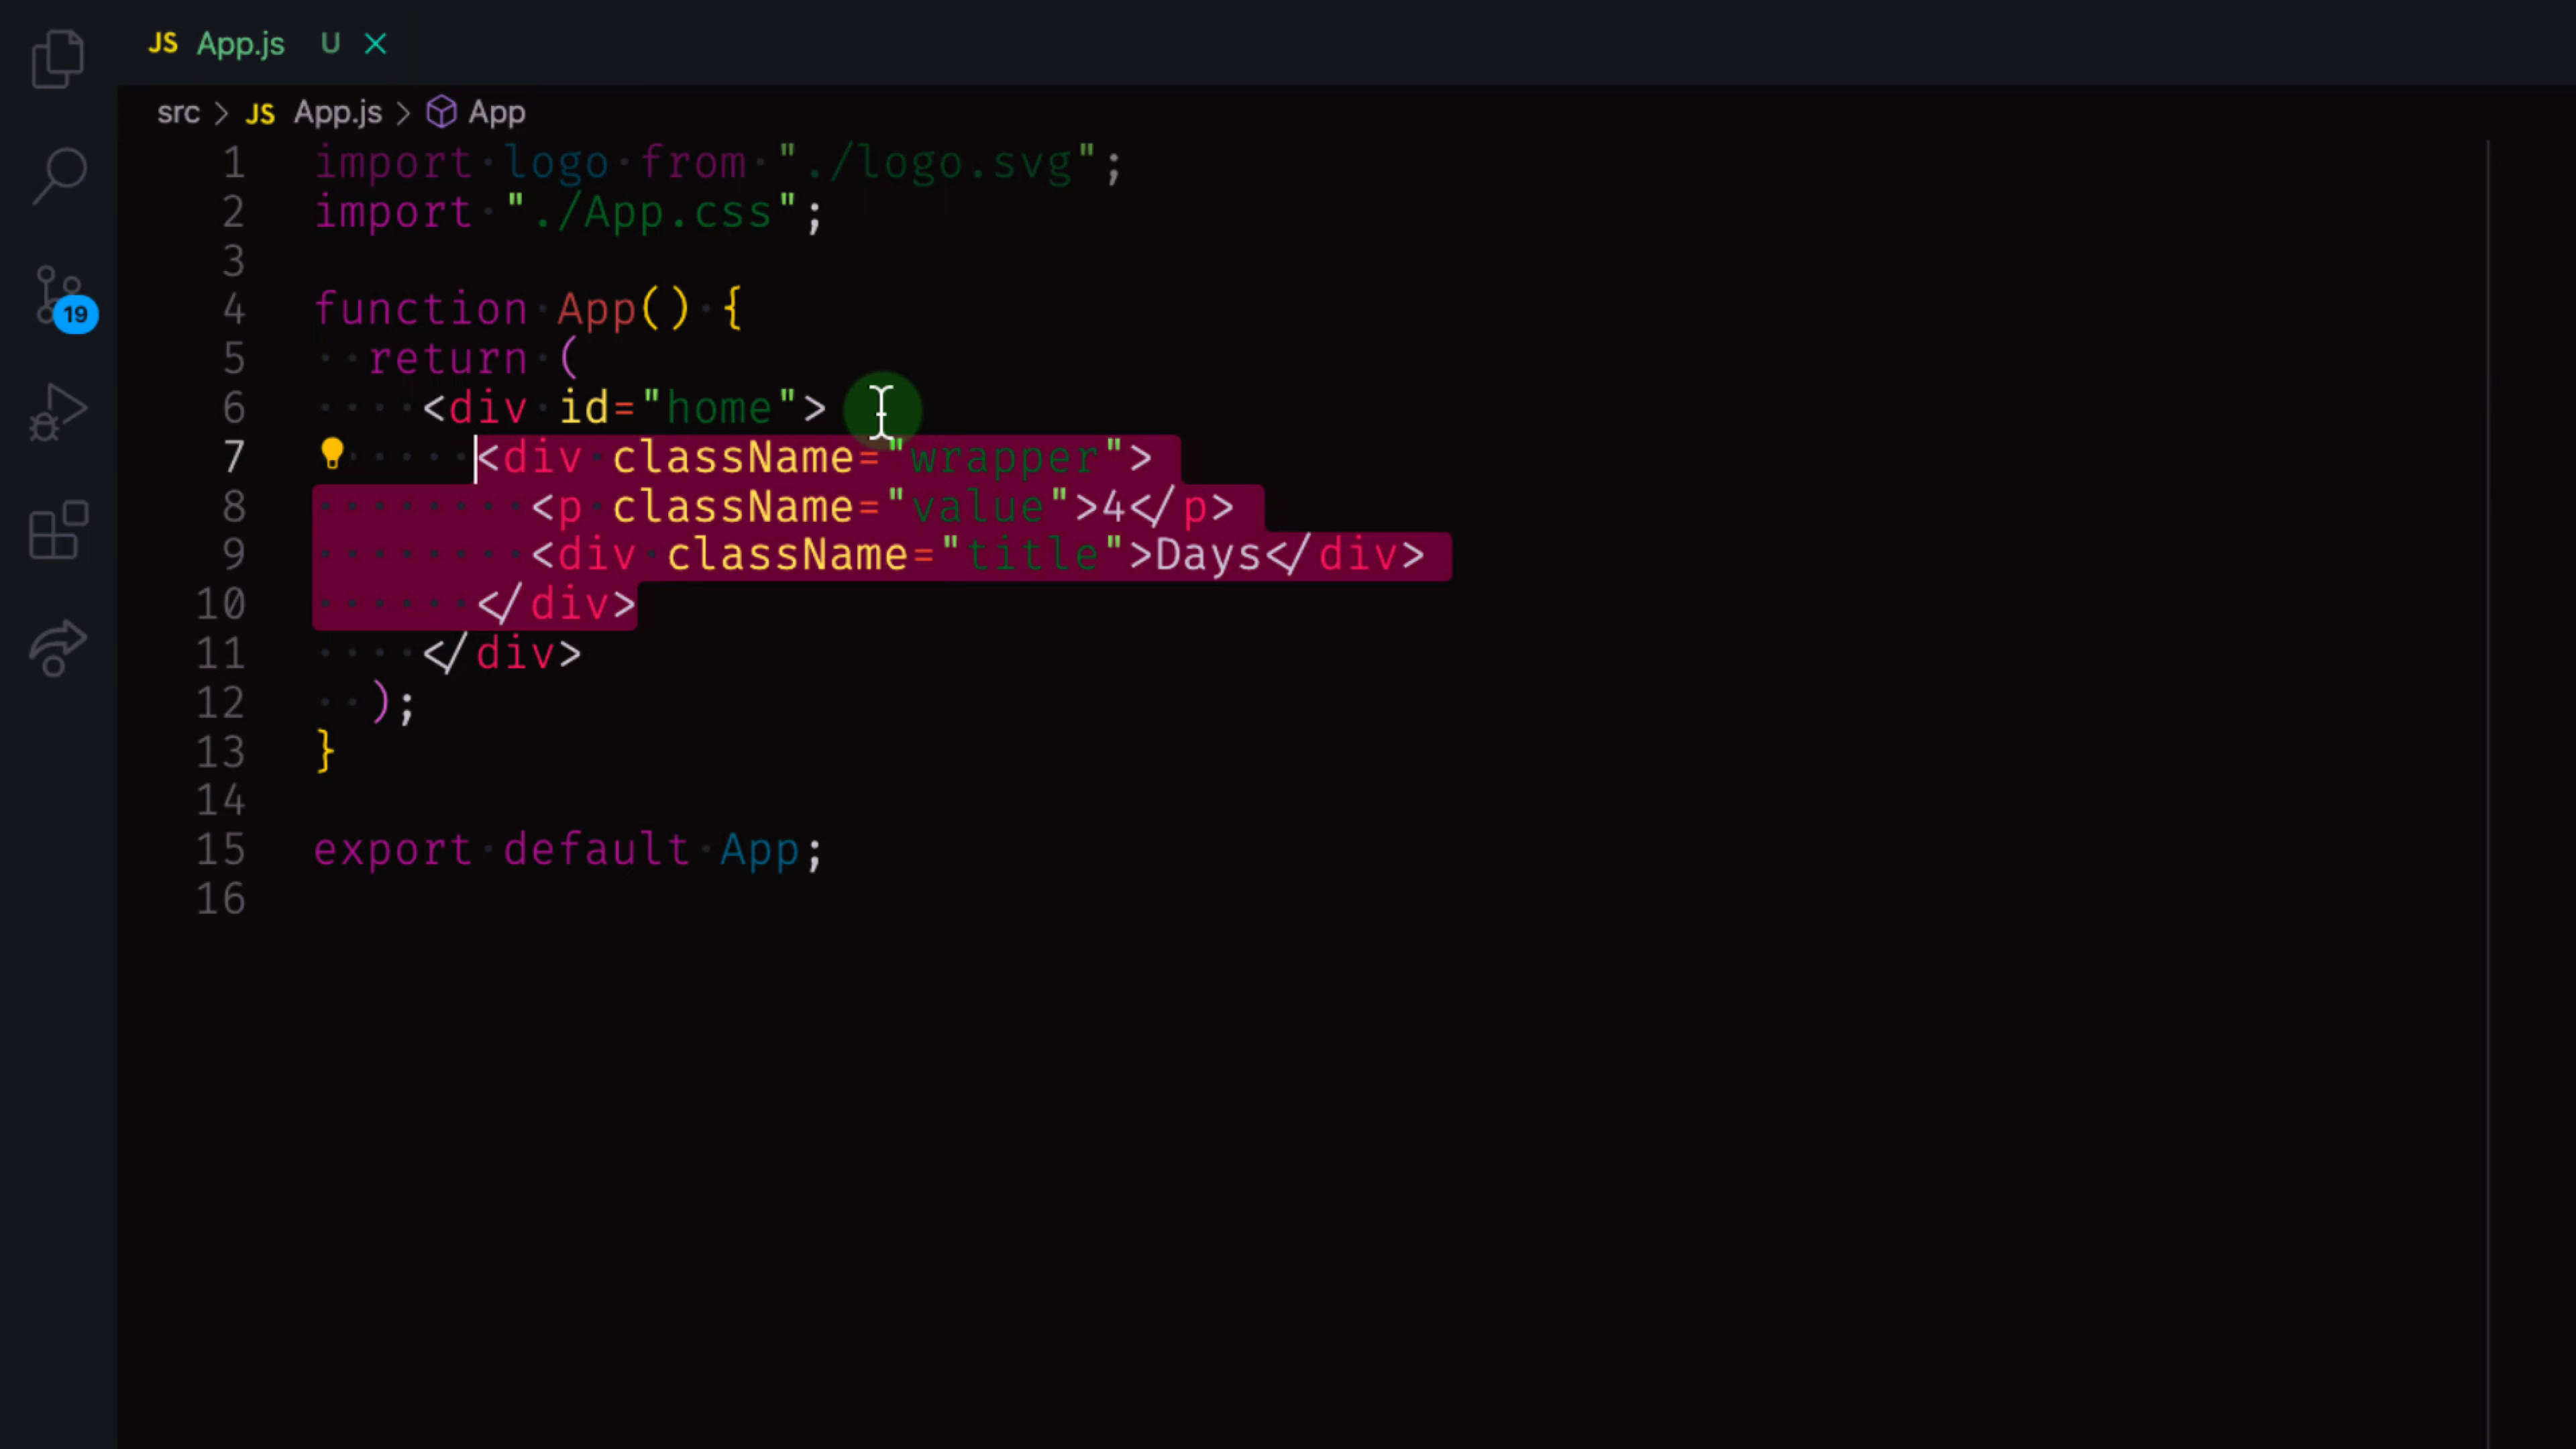 JS App.js U
src > JS App.js > App
1 import logo from "./logo.svg";
2 import "./App.css";
3
4 function App() {
5 return (
6 <div id="home">
7 <div className="wrapper">
8 <p className="value">4</p>
9 <div className="title">Days</div>
10 </div>
11 </div>
12 );
13 }
14
15 export default App;
16
19